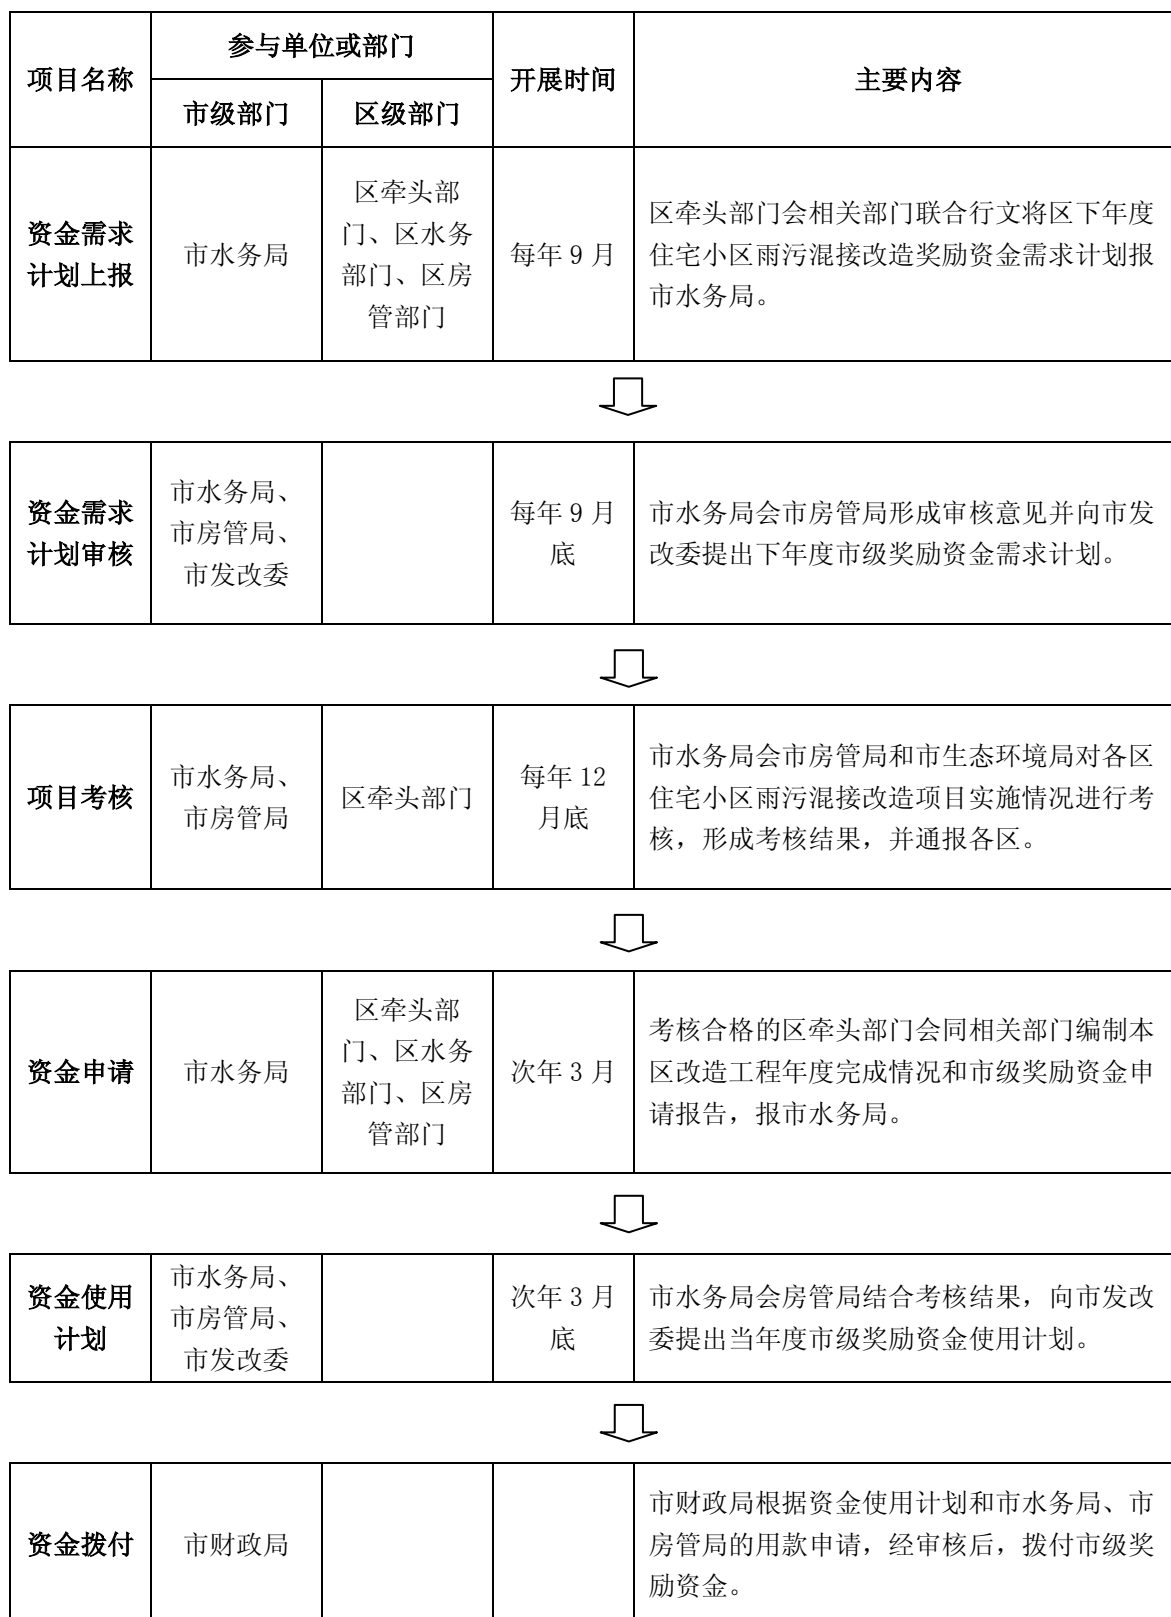 项目名称
参与单位或部门
市级部门
区级部门
开展时间
主要内容
资金需求
计划上报
市水务局
区牵头部
门、区水务
部门、区房
管部门
每年 9 月
区牵头部门会相关部门联合行文将区下年度
住宅小区雨污混接改造奖励资金需求计划报
市水务局。
资金需求
计划审核
市水务局、
市房管局、
市发改委
每年 9 月
底
市水务局会市房管局形成审核意见并向市发
改委提出下年度市级奖励资金需求计划。
项目考核
市水务局、
市房管局
区牵头部门
每年 12
月底
市水务局会市房管局和市生态环境局对各区
住宅小区雨污混接改造项目实施情况进行考
核，形成考核结果，并通报各区。
资金申请
市水务局
区牵头部
门、区水务
部门、区房
管部门
次年 3 月
考核合格的区牵头部门会同相关部门编制本
区改造工程年度完成情况和市级奖励资金申
请报告，报市水务局。
资金使用
计划
市水务局、
市房管局、
市发改委
次年 3 月
底
市水务局会房管局结合考核结果，向市发改
委提出当年度市级奖励资金使用计划。
资金拨付
市财政局
市财政局根据资金使用计划和市水务局、市
房管局的用款申请，经审核后，拨付市级奖
励资金。